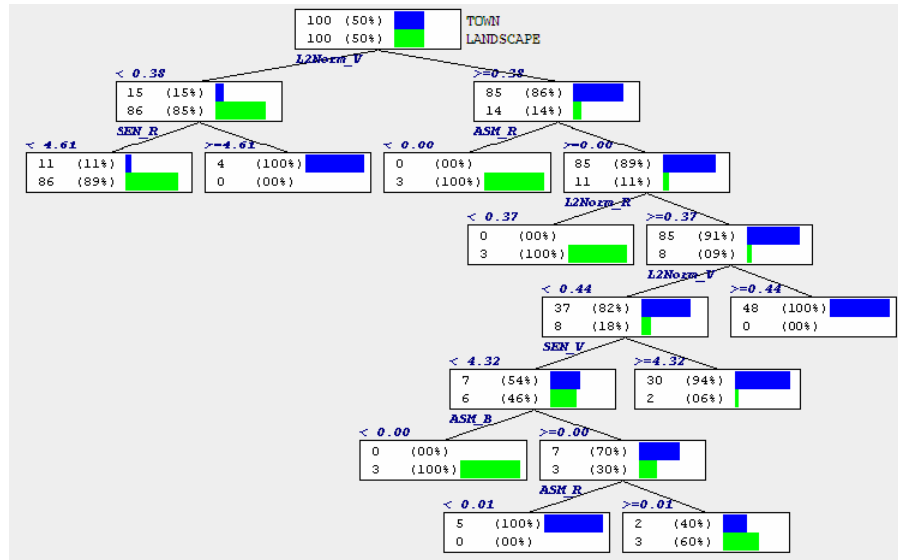 100 (50%) TOWN
100 (50%) LANDSCAPE
L2Norm_V
< 0.38 >=0.38
15 (15%) 85 (86%)
86 (85%) 14 (14%)
SEN_R ASM_R
< 4.61 >=4.61 < 0.00 >=0.00
11 (11%) 4 (100%) 0 (00%) 85 (89%)
86 (89%) 0 (00%) 3 (100%) 11 (11%)
L2Norm_R
< 0.37 >=0.37
0 (00%) 85 (91%)
3 (100%) 8 (09%)
L2Norm_V
< 0.44 >=0.44
37 (82%) 48 (100%)
8 (18%) 0 (00%)
SEN_V
< 4.32 >=4.32
7 (54%) 30 (94%)
6 (46%) 2 (06%)
ASM_B
< 0.00 >=0.00
0 (00%) 7 (70%)
3 (100%) 3 (30%)
ASM_R
< 0.01 >=0.01
5 (100%) 2 (40%)
0 (00%) 3 (60%)